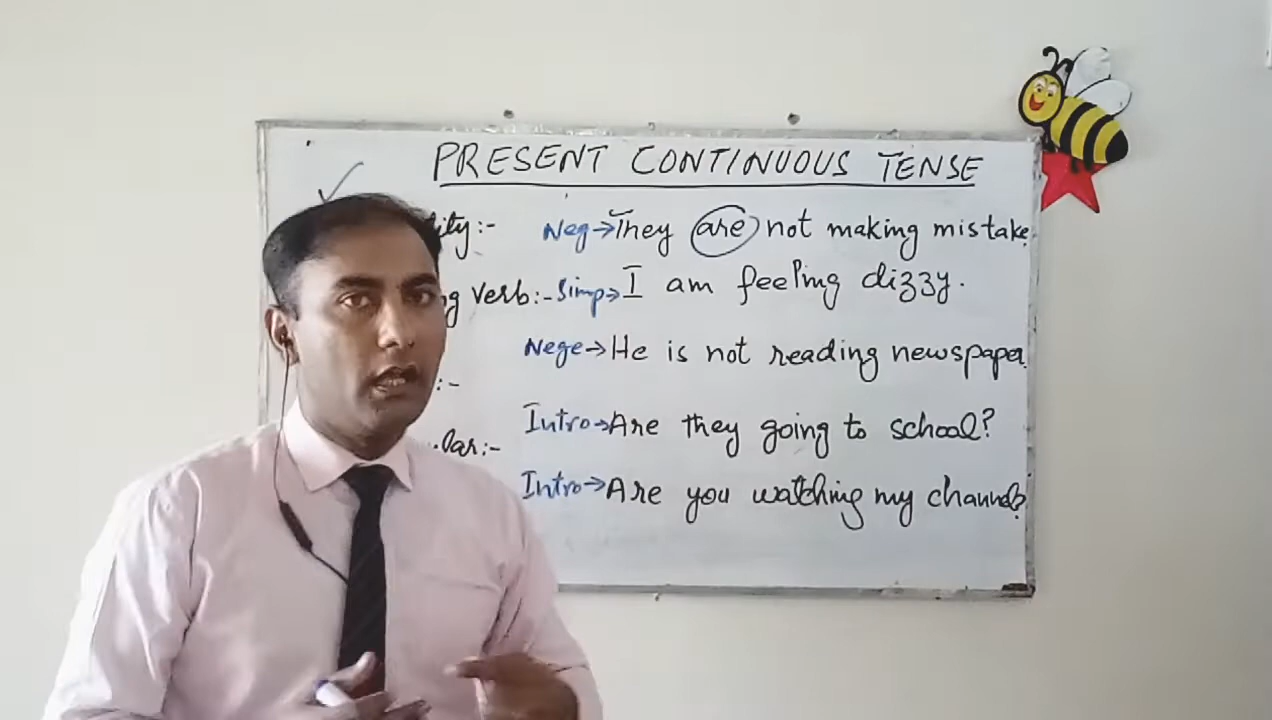 PRESENT CONTINUOUS TENSE
Neg→They are not making mistake.
verb:- Simp→I am feeling dizzy.
Nege→He is not reading newspaper.
Intro→Are they going to school?
Intro→Are you watching my channel?